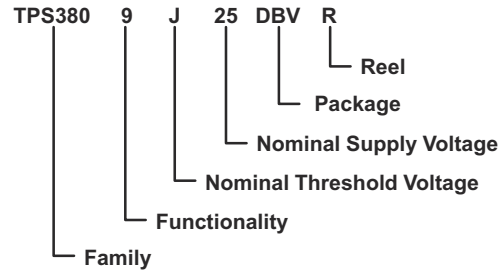 TPS380 9 J 25 DBV R
Reel
Package
Nominal Supply Voltage
Nominal Threshold Voltage
Functionality
Family